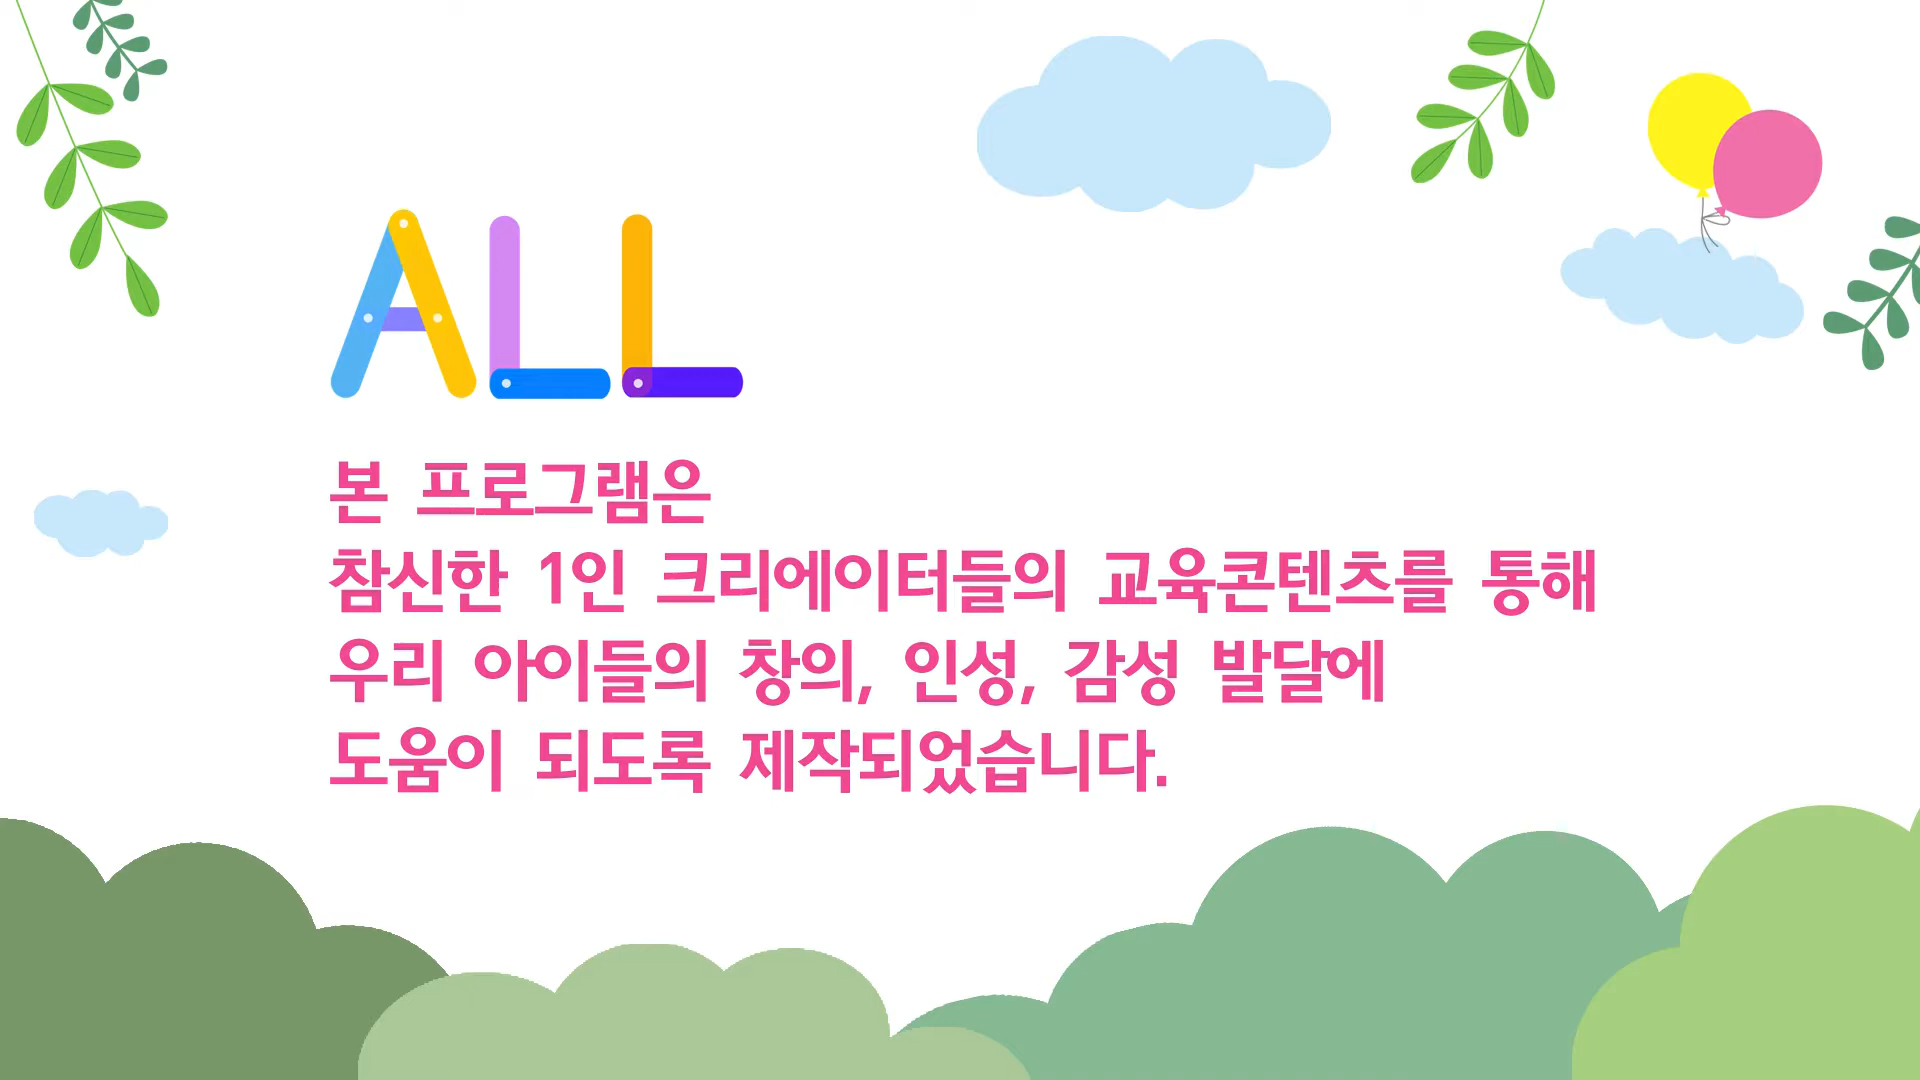 ALL
본 프로그램은
참신한 1인 크리에이터들의 교육콘텐츠를 통해
우리 아이들의 창의, 인성, 감성 발달에
도움이 되도록 제작되었습니다.